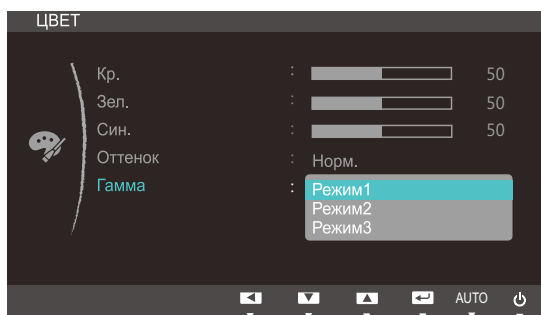 ЦВЕТ
Кр. : 50
Зел. : 50
Син. : 50
Оттенок : Норм.
Гамма : Режим1
Режим2
Режим3
AUTO